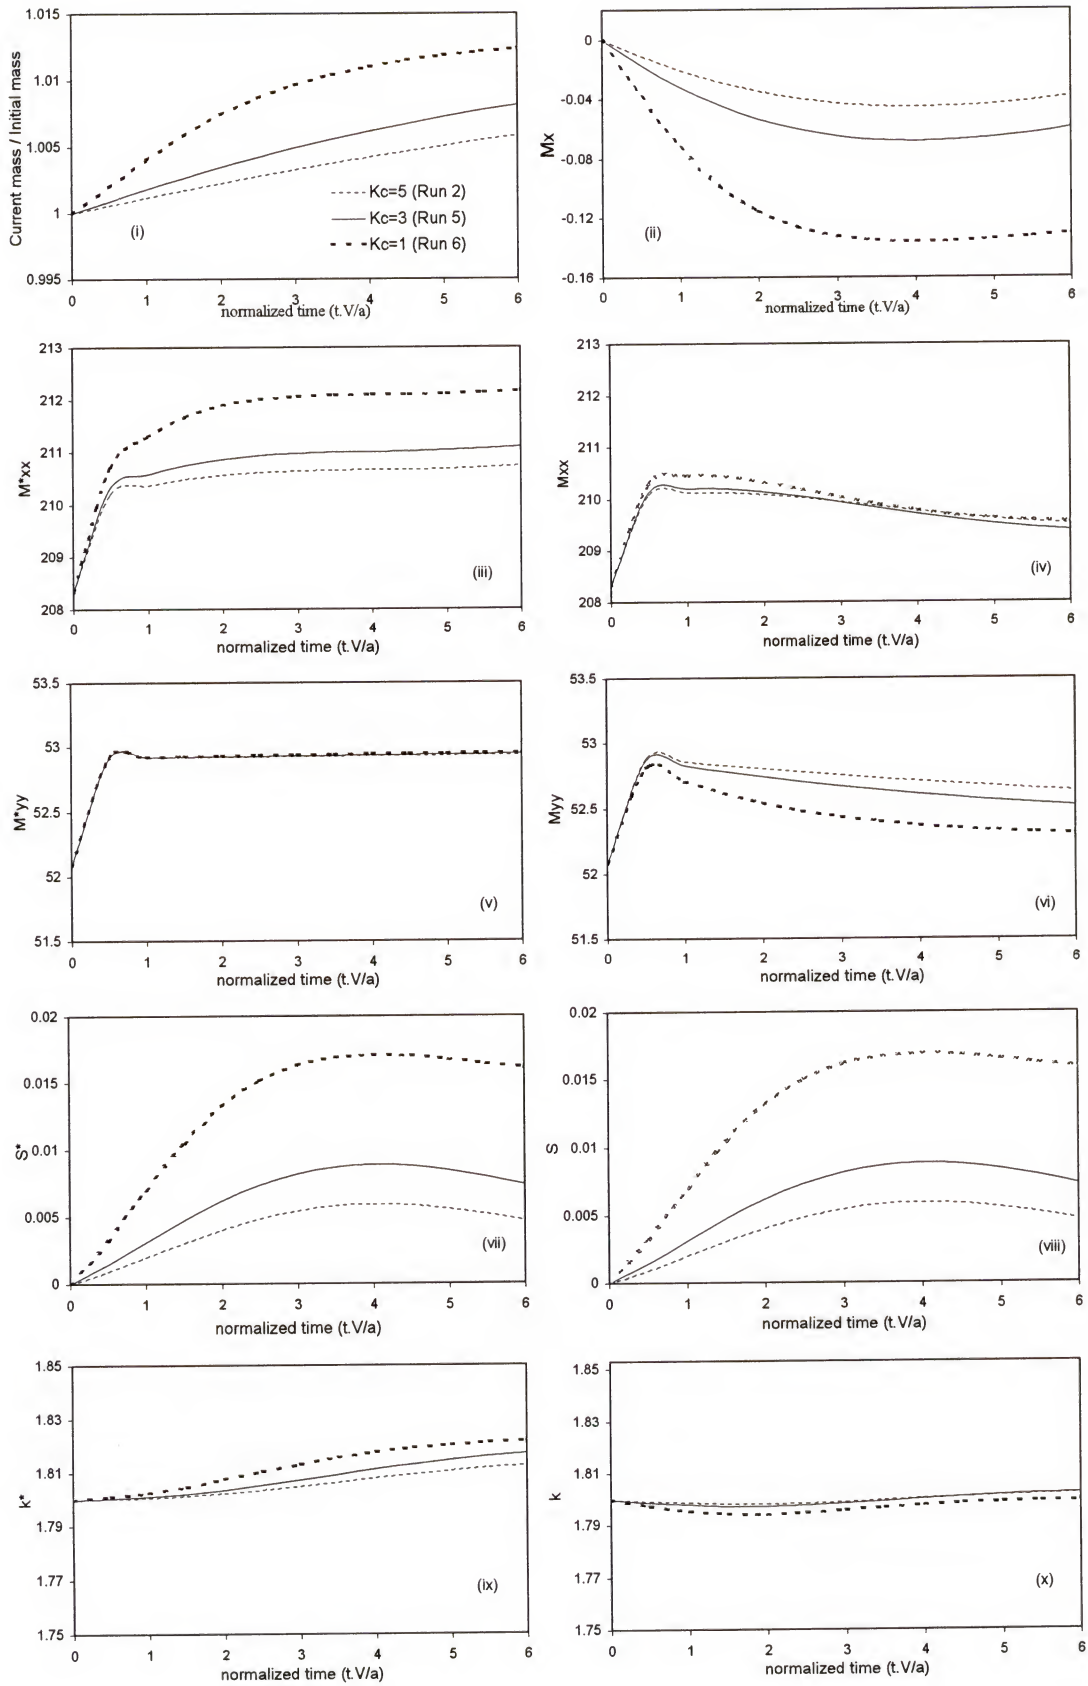 1.015
1.01
1.005
1
0.995
Current mass / Initial mass
Kc=5 (Run 2)
Kc=3 (Run 5)
Kc=1 (Run 6)
(i)
0 1 2 3 4 5 6
normalized time (t.V/a)
0
-0.04
-0.08
-0.12
-0.16
Mx
(ii)
0 1 2 3 4 5 6
normalized time (t.V/a)
213
212
211
210
209
208
M*xx
(iii)
0 1 2 3 4 5 6
normalized time (t.V/a)
213
212
211
210
209
208
Mxx
(iv)
0 1 2 3 4 5 6
normalized time (t.V/a)
53.5
53
52.5
52
51.5
M*yy
(v)
0 1 2 3 4 5 6
normalized time (t.V/a)
53.5
53
52.5
52
51.5
Myy
(vi)
0 1 2 3 4 5 6
normalized time (t.V/a)
0.02
0.015
0.01
0.005
0
S*
(vii)
0 1 2 3 4 5 6
normalized time (t.V/a)
0.02
0.015
0.01
0.005
0
S
(viii)
0 1 2 3 4 5 6
normalized time (t.V/a)
1.85
1.83
1.81
1.79
1.77
1.75
k*
(ix)
0 1 2 3 4 5 6
normalized time (t.V/a)
1.85
1.83
1.81
1.79
1.77
1.75
k
(x)
0 1 2 3 4 5 6
normalized time (t.V/a)